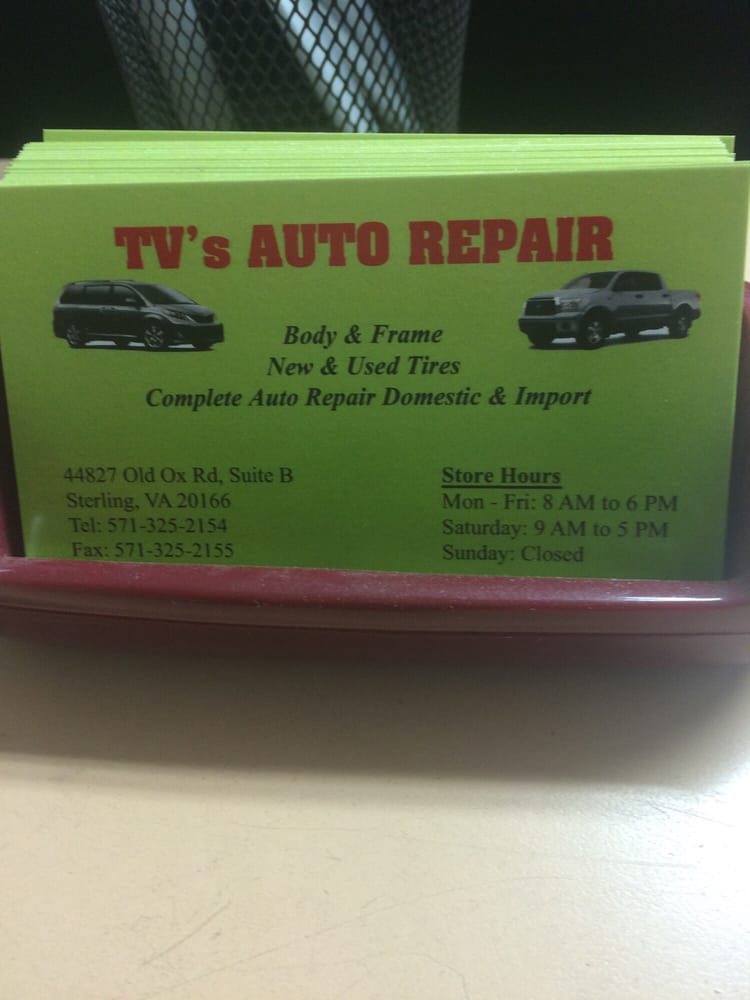 TV's AUTO REPAIR
Body & Frame
New & Used Tires
Complete Auto Repair Domestic & Import
44827 Old Ox Rd, Suite B
Sterling, VA 20166
Tel: 571-325-2154
Fax: 571-325-2155
Store Hours
Mon - Fri: 8 AM to 6 PM
Saturday: 9 AM to 5 PM
Sunday: Closed